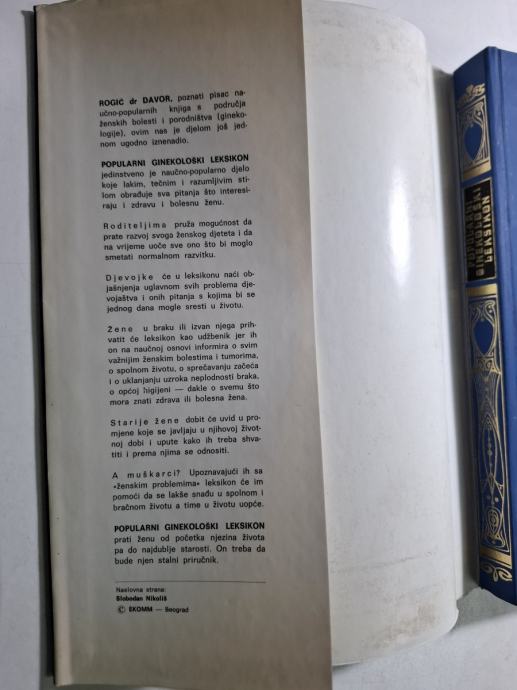 ROGIĆ dr DAVOR, poznati pisac na-
učno-popularnih knjiga s područja
ženskih bolesti i porodništva (gineko-
logije), ovim nas je djelom još jed-
nom ugodno iznenadio.
POPULARNI GINEKOLOŠKI LEKSIKON
jedinstveno je naučno-popularno djelo
koje lakim, tečnim i razumljivim sti-
lom obrađuje sva pitanja što interesi-
raju i zdravu i bolesnu ženu.
Roditeljima pruža mogućnost da
prate razvoj svoga ženskog djeteta i da
na vrijeme uoče sve ono što bi moglo
smetati normalnom razvitku.
Djevojke će u leksikonu naći ob-
jašnjenja uglavnom svih problema dje-
vojaštva i onih pitanja s kojima bi se
jednog dana mogle sresti u životu.
Žene u braku ili izvan njega prih-
vatit će leksikon kao udžbenik jer ih
on na naučnoj osnovi informira o svim
važnijim ženskim bolestima i tumorima,
o spolnom životu, o sprečavanju začeća
i o uklanjanju uzroka neplodnosti braka,
o općoj higijeni — dakle o svemu što
mora znati zdrava ili bolesna žena.
Starije žene dobit će uvid u pro-
mjene koje se javljaju u njihovoj život-
noj dobi i upute kako ih treba shva-
titi i prema njima se odnositi.
A muškarci? Upoznavajući ih sa
»ženskim problemima« leksikon će im
pomoći da se lakše snađu u spolnom i
bračnom životu a time u životu uopće.
POPULARNI GINEKOLOŠKI LEKSIKON
prati ženu od početka njezina života
pa do najdublje starosti. On treba da
bude njen stalni priručnik.
Naslovna strana:
Slobodan Nikoliš
© ŠKOMM — Beograd
POPULARNI
GINEKOLOŠKI
LEKSIKON